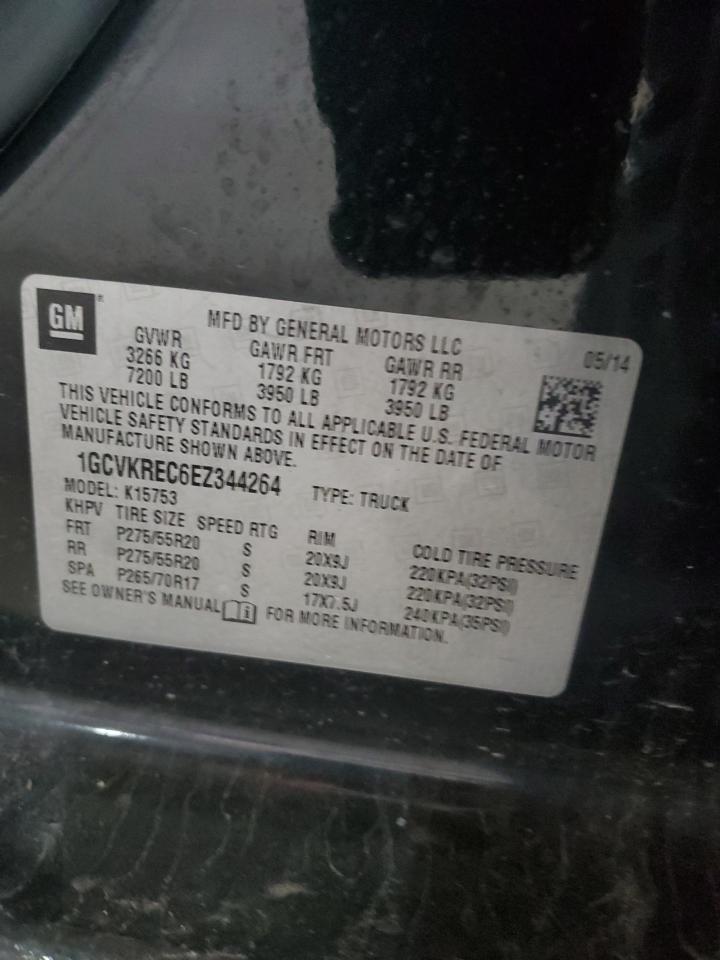 GM ®
MFD BY GENERAL MOTORS LLC
05/14
GVWR GAWR FRT GAWR RR
3266 KG 1792 KG 1792 KG
7200 LB 3950 LB 3950 LB
THIS VEHICLE CONFORMS TO ALL APPLICABLE U.S. FEDERAL MOTOR
VEHICLE SAFETY STANDARDS IN EFFECT ON THE DATE OF
MANUFACTURE SHOWN ABOVE.
1GCVKREC6EZ344264 TYPE: TRUCK
MODEL: K15753
KHPV TIRE SIZE SPEED RTG RIM COLD TIRE PRESSURE
FRT P275/55R20 S 20X9J 220KPA(32PSI)
RR P275/55R20 S 20X9J 220KPA(32PSI)
SPA P265/70R17 S 17X7.5J 240KPA(35PSI)
SEE OWNER'S MANUAL FOR MORE INFORMATION.